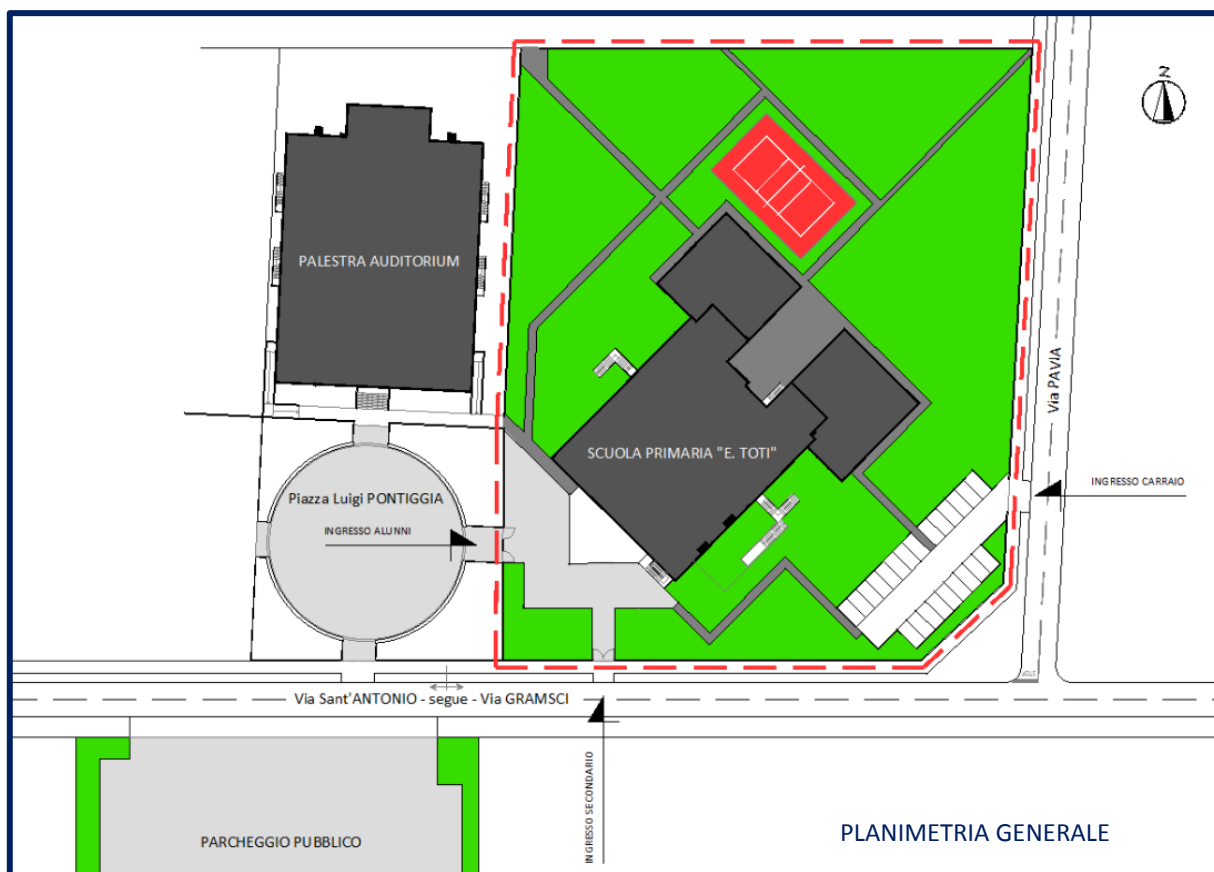 Z
PALESTRA AUDITORIUM
Via PAVIA
SCUOLA PRIMARIA "E. TOTI"
INGRESSO CARRAIO
Piazza Luigi PONTIGGIA
INGRESSO ALUNNI
STOP
Via Sant'ANTONIO - segue - Via GRAMSCI
INGRESSO SECONDARIO
PLANIMETRIA GENERALE
PARCHEGGIO PUBBLICO